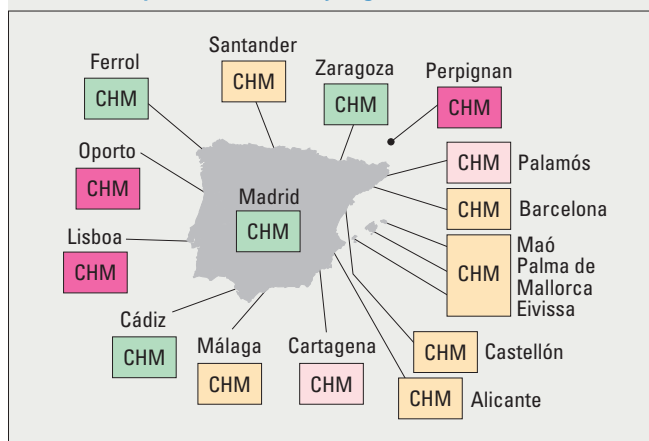 Santander
CHM
Ferrol
CHM
Zaragoza
CHM
Perpignan
CHM
Oporto
CHM
Palamós
CHM
Madrid
CHM
Barcelona
CHM
Lisboa
CHM
Maó
Palma de
Mallorca
Eivissa
CHM
Cádiz
CHM
Málaga
CHM
Cartagena
CHM
Castellón
CHM
Alicante
CHM